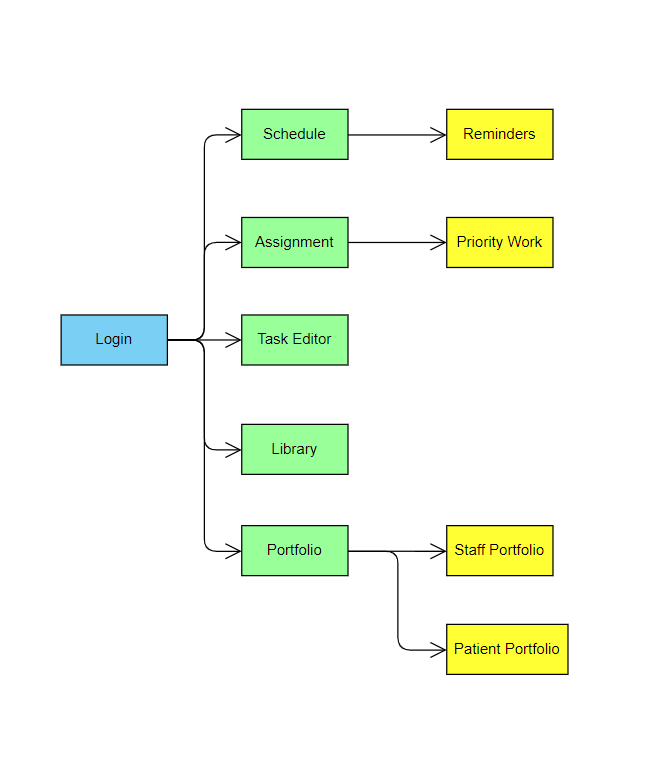 Schedule
Reminders
Assignment
Priority Work
Login
Task Editor
Library
Portfolio
Staff Portfolio
Patient Portfolio